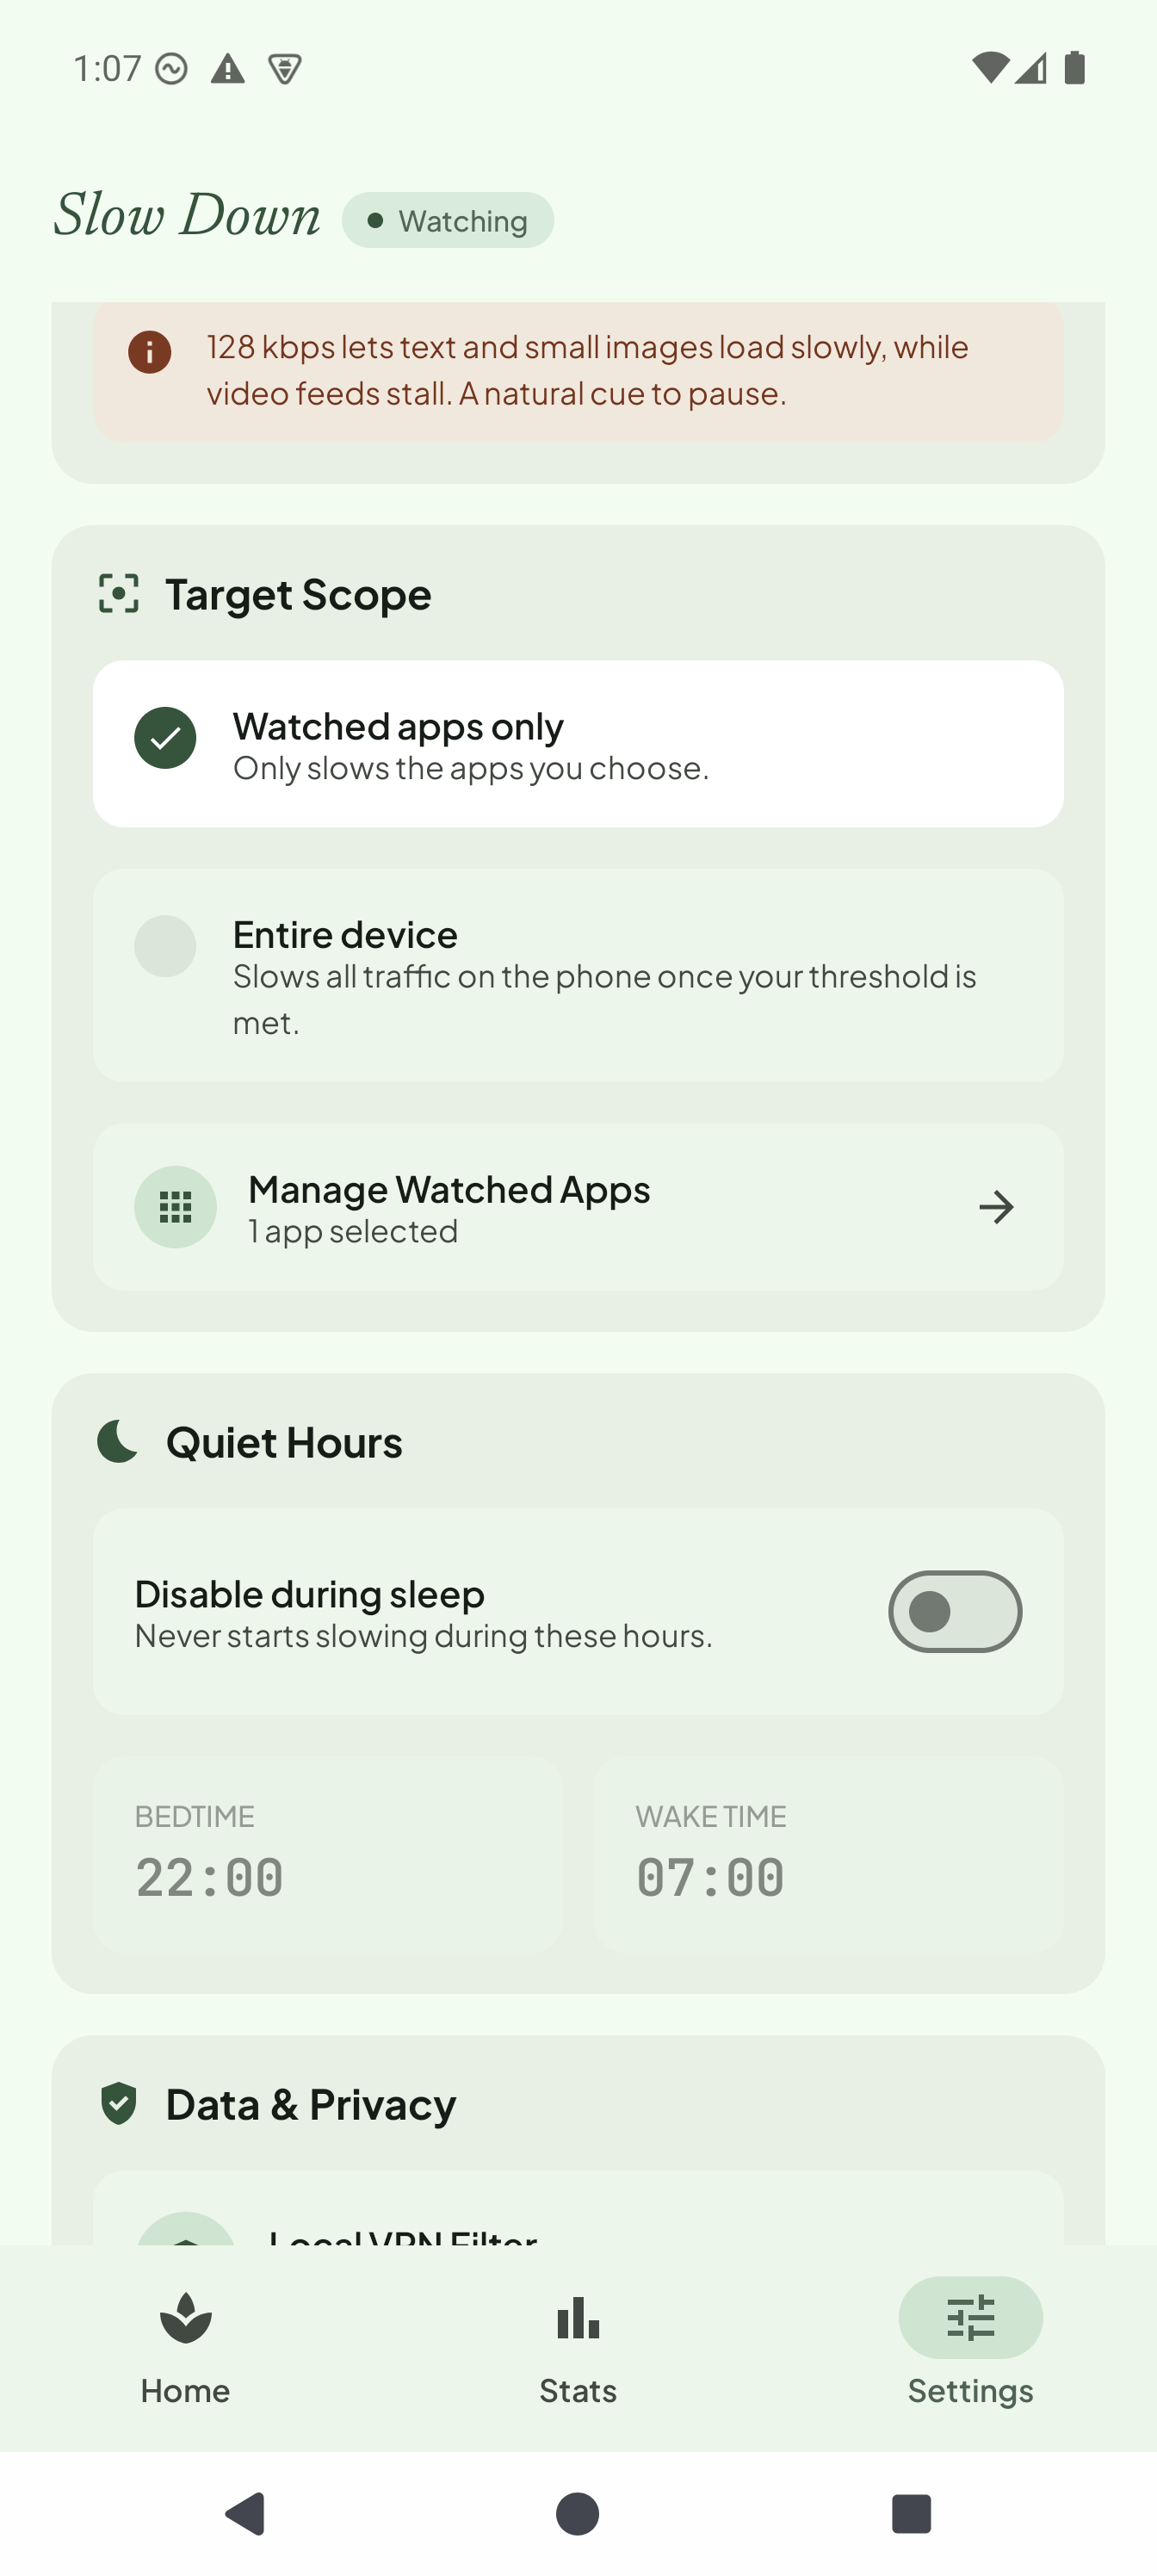 1:07
Slow Down
Watching
128 kbps lets text and small images load slowly, while
video feeds stall. A natural cue to pause.
Target Scope
Watched apps only
Only slows the apps you choose.
Entire device
Slows all traffic on the phone once your threshold is
met.
Manage Watched Apps
1 app selected
Quiet Hours
Disable during sleep
Never starts slowing during these hours.
BEDTIME
22:00
WAKE TIME
07:00
Data & Privacy
Local VPN Filter
Home
Stats
Settings